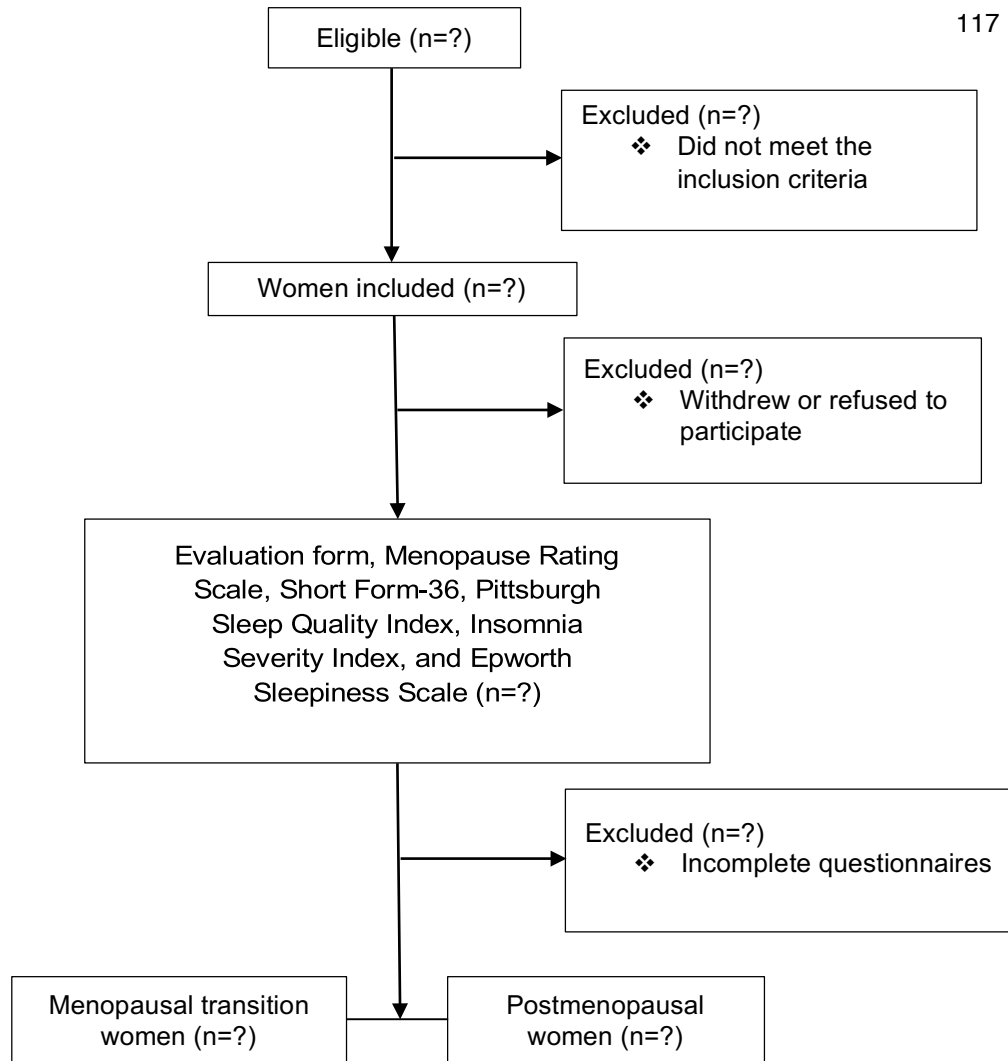 117
Eligible (n=?)
Excluded (n=?)
❖ Did not meet the
inclusion criteria
Women included (n=?)
Excluded (n=?)
❖ Withdrew or refused to
participate
Evaluation form, Menopause Rating
Scale, Short Form-36, Pittsburgh
Sleep Quality Index, Insomnia
Severity Index, and Epworth
Sleepiness Scale (n=?)
Excluded (n=?)
❖ Incomplete questionnaires
Menopausal transition
women (n=?)
Postmenopausal
women (n=?)